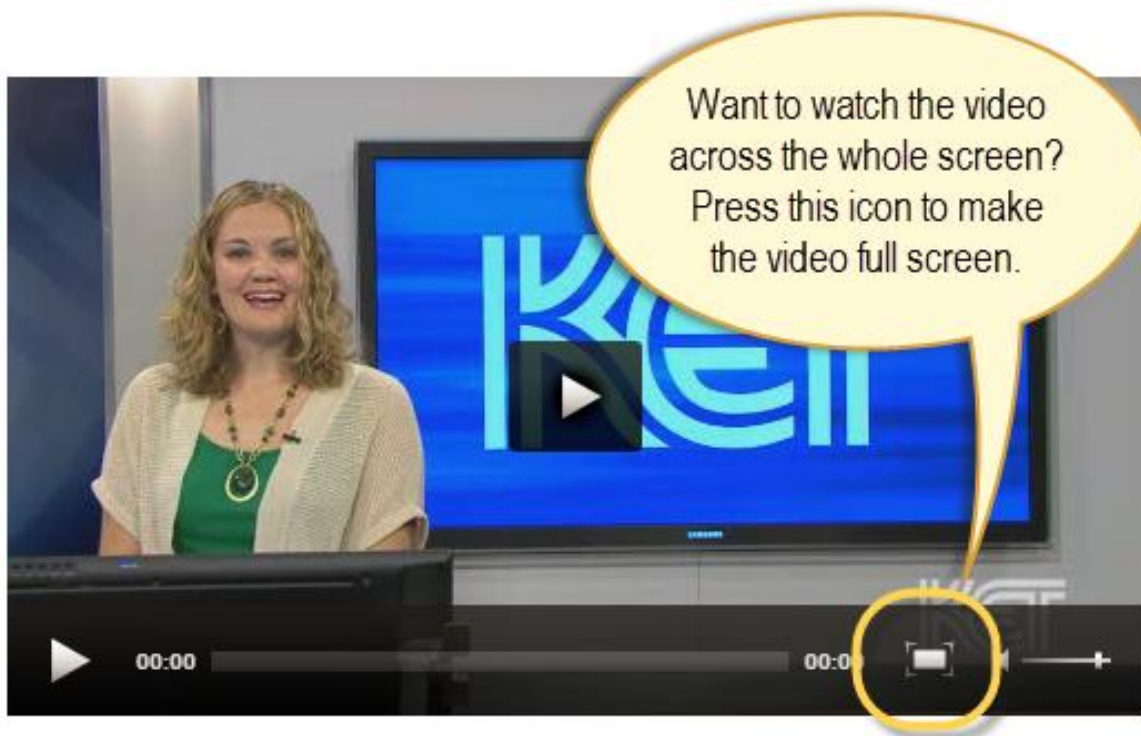 Want to watch the video
across the whole screen?
Press this icon to make
the video full screen.
KET
SAMSUNG
KET
00:00
00:00